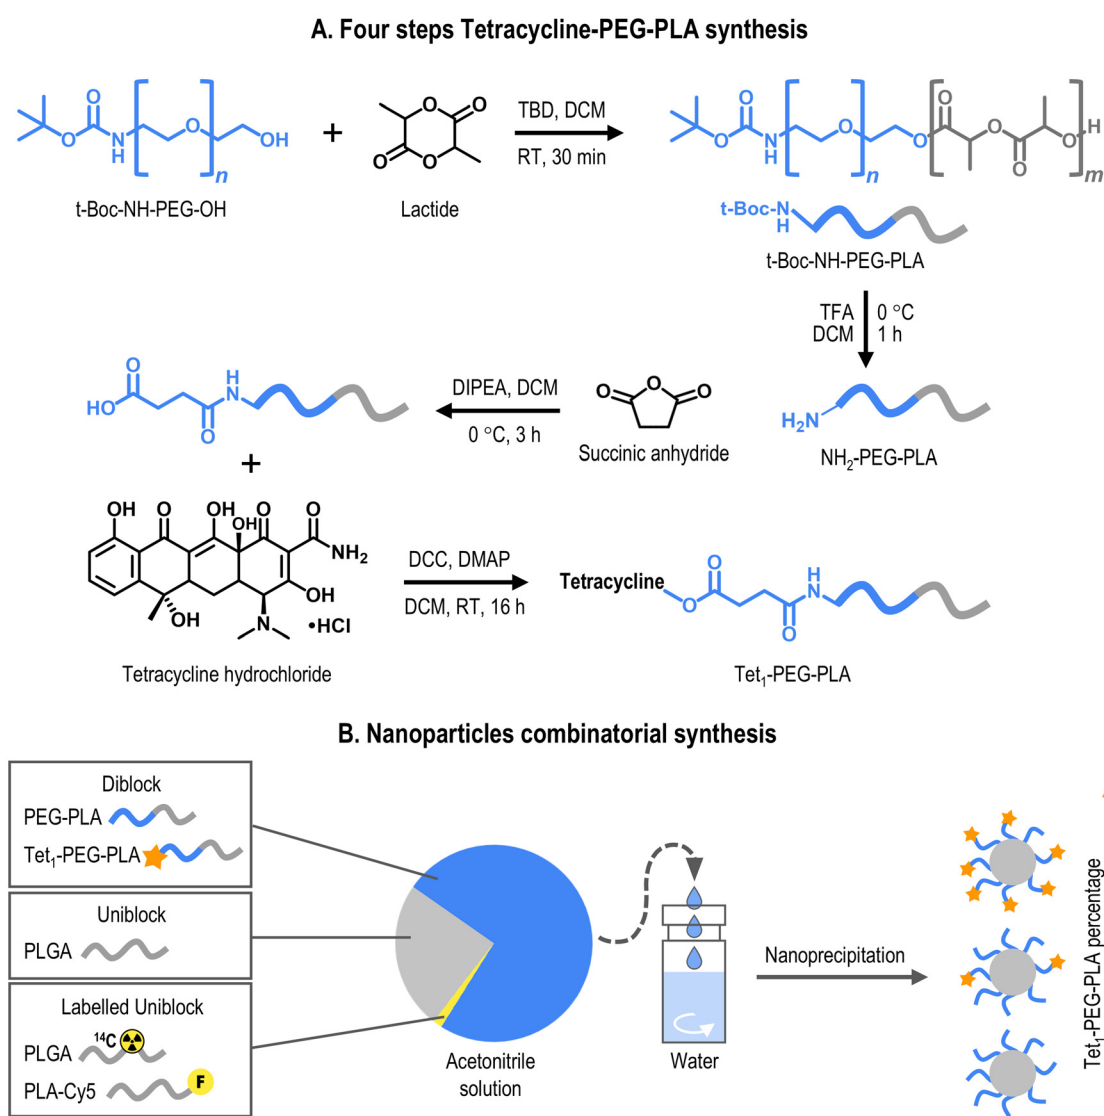 A. Four steps Tetracycline-PEG-PLA synthesis
O
O
N
H
O
OH
n
t-Boc-NH-PEG-OH
+
O
O
O
O
Lactide
TBD, DCM
RT, 30 min
O
O
N
H
O
O
n
O
O
O
O
H
m
t-Boc-N
H
t-Boc-NH-PEG-PLA
TFA
DCM
0 °C
1 h
H₂N
NH₂-PEG-PLA
O
O
O
Succinic anhydride
DIPEA, DCM
0 °C, 3 h
O
HO
O
H
N
+
OH
O
OH
OH
O
O
NH₂
OH
OH
N
•HCl
Tetracycline hydrochloride
DCC, DMAP
DCM, RT, 16 h
Tetracycline
O
O
O
H
N
Tet₁-PEG-PLA
B. Nanoparticles combinatorial synthesis
Diblock
PEG-PLA
Tet₁-PEG-PLA
Uniblock
PLGA
Labelled Uniblock
¹⁴C
PLGA
PLA-Cy5
F
Acetonitrile
solution
Water
Nanoprecipitation
Tet₁-PEG-PLA percentage